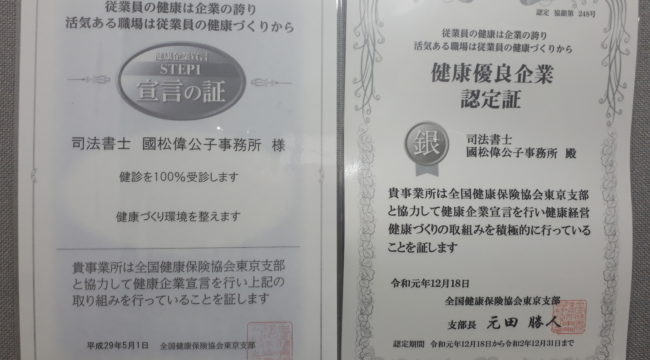 従業員の健康は企業の誇り
活気ある職場は従業員の健康づくりから
健康企業宣言
STEP1
宣言の証
司法書士 國松偉公子事務所 様
健診を100%受診します
健康づくり環境を整えます
貴事業所は全国健康保険協会東京支部
と協力して健康企業宣言を行い上記の
取り組みを行っていることを証します
平成29年5月1日 全国健康保険協会東京支部
認定 協銀第 248号
従業員の健康は企業の誇り
活気ある職場は従業員の健康づくりから
健康優良企業
認定証
銀
司法書士
國松偉公子事務所 殿
貴事業所は全国健康保険協会東京支部
と協力して健康企業宣言を行い健康経営
健康づくりの取組みを積極的に行っている
ことを証します
令和元年12月18日
全国健康保険協会東京支部
支部長 元田 勝人
認定期間 令和元年12月18日から令和2年12月31日まで